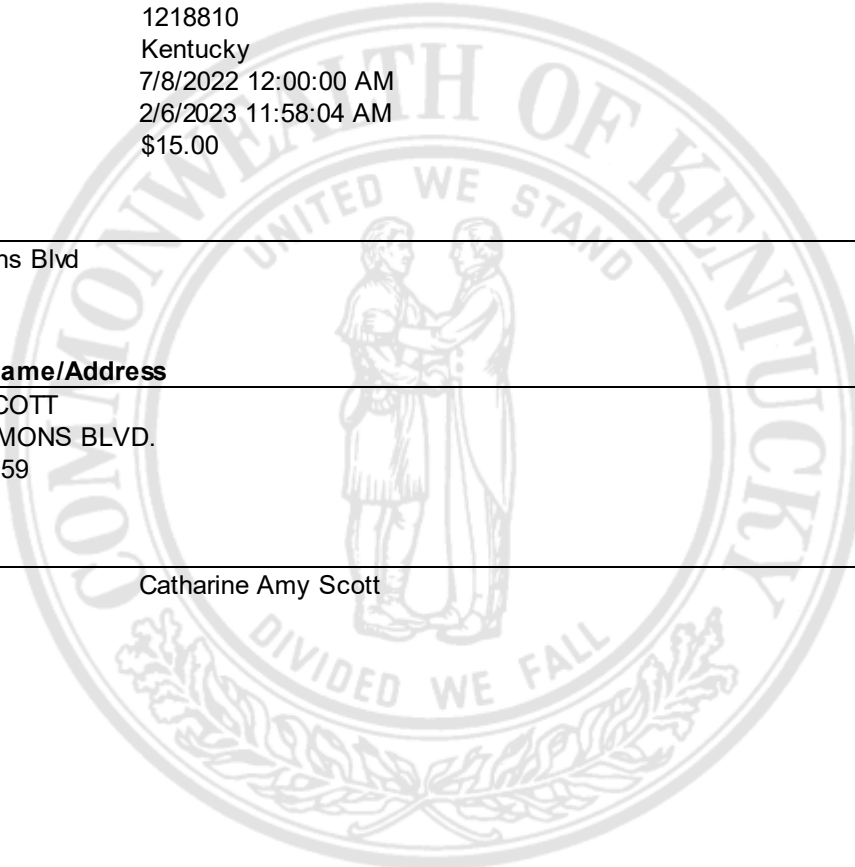 1218810
Kentucky
7/8/2022 12:00:00 AM
2/6/2023 11:58:04 AM
$15.00
ns Blvd
ame/Address
COTT
MONS BLVD.
59
Catharine Amy Scott
COMMONWEALTH OF KENTUCKY
UNITED WE STAND
DIVIDED WE FALL